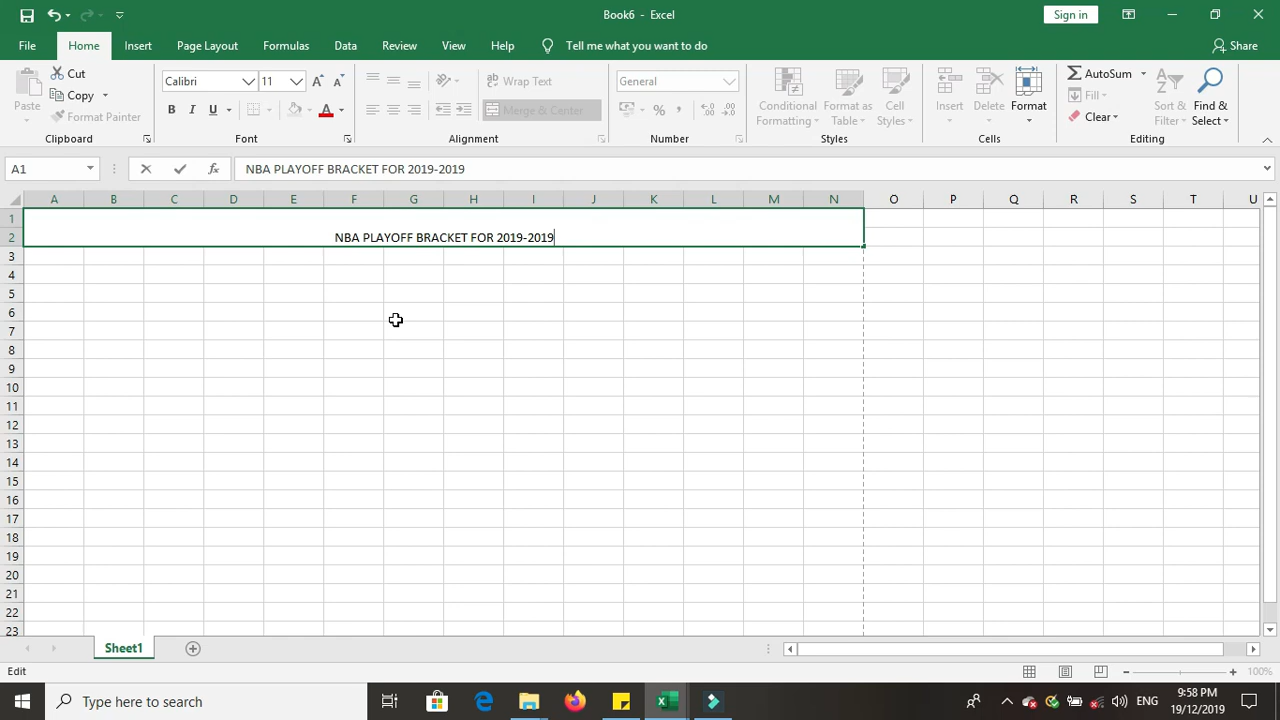 Book6 - Excel
Sign in
File Home Insert Page Layout Formulas Data Review View Help Tell me what you want to do Share
Paste
Cut
Copy
Format Painter
Clipboard
Calibri 11
B I U
Font
Wrap Text
Merge & Center
Alignment
General
Number
Conditional Formatting
Format as Table
Cell Styles
Styles
Insert
Delete
Format
Cells
AutoSum
Fill
Clear
Sort & Filter
Find & Select
Editing
A1 fx NBA PLAYOFF BRACKET FOR 2019-2019
A B C D E F G H I J K L M N O P Q R S T U
1
2 NBA PLAYOFF BRACKET FOR 2019-2019
3
4
5
6
7
8
9
10
11
12
13
14
15
16
17
18
19
20
21
22
23
Sheet1
Edit 100%
Type here to search
ENG
9:58 PM
19/12/2019